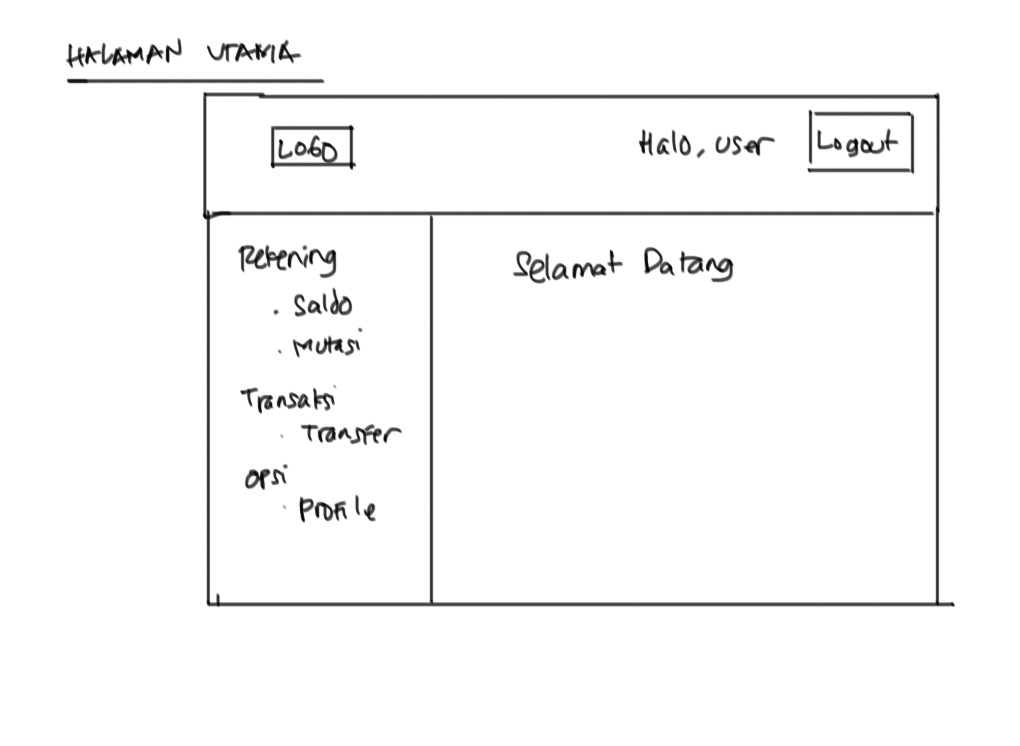 HALAMAN UTAMA
LOGO
Halo, user
Logout
Rekening
. Saldo
. Mutasi
Transaksi
. Transfer
opsi
. Profile
Selamat Datang